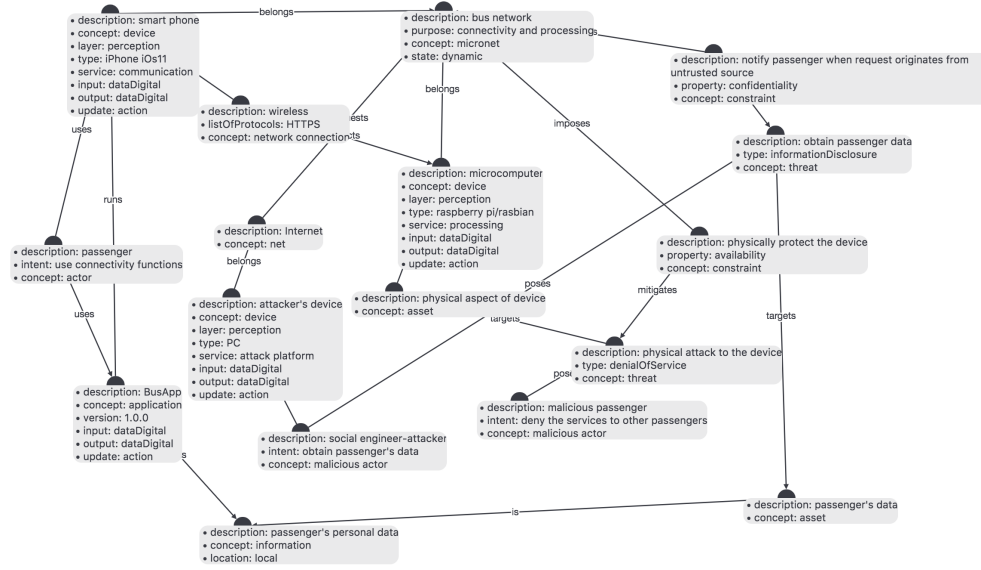 belongs
• description: smart phone
• concept: device
• layer: perception
• type: iPhone iOs11
• service: communication
• input: dataDigital
• output: dataDigital
• update: action
• description: bus network
• purpose: connectivity and processing
• concept: micronet
• state: dynamic
• description: notify passenger when request originates from
untrusted source
• property: confidentiality
• concept: constraint
belongs
• description: wireless
• listOfProtocols: HTTPS
• concept: network connection
uses
imposes
• description: obtain passenger data
• type: informationDisclosure
• concept: threat
• description: microcomputer
• concept: device
• layer: perception
• type: raspberry pi/rasbian
• service: processing
• input: dataDigital
• output: dataDigital
• update: action
runs
• description: Internet
• concept: net
• description: physically protect the device
• property: availability
• concept: constraint
• description: passenger
• intent: use connectivity functions
• concept: actor
belongs
poses
mitigates
• description: physical aspect of device
• concept: asset
• description: attacker's device
• concept: device
• layer: perception
• type: PC
• service: attack platform
• input: dataDigital
• output: dataDigital
• update: action
uses
targets
targets
• description: physical attack to the device
• type: denialOfService
• concept: threat
• description: BusApp
• concept: application
• version: 1.0.0
• input: dataDigital
• output: dataDigital
• update: action
• description: malicious passenger
• intent: deny the services to other passengers
• concept: malicious actor
• description: social engineer-attacker
• intent: obtain passenger's data
• concept: malicious actor
• description: passenger's data
• concept: asset
is
• description: passenger's personal data
• concept: information
• location: local